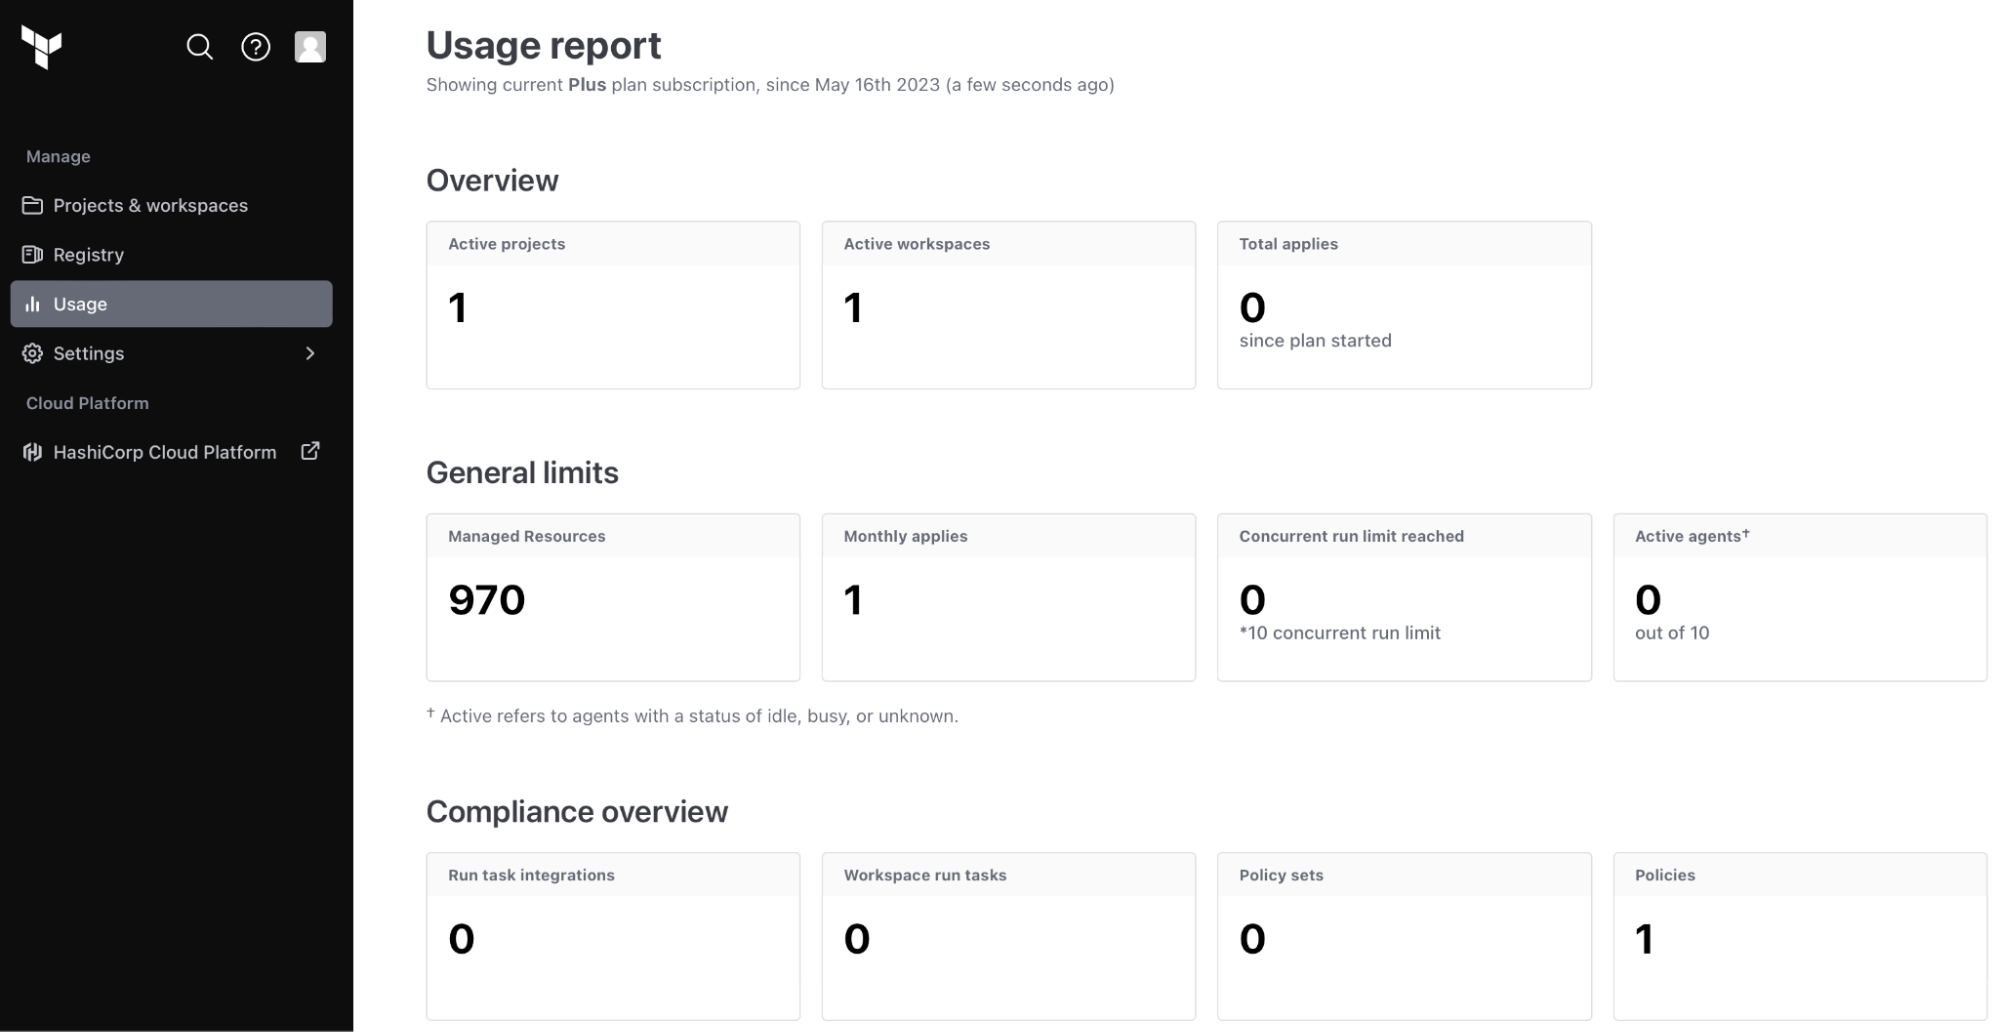 Usage report
Showing current Plus plan subscription, since May 16th 2023 (a few seconds ago)
Manage
Projects & workspaces
Registry
Usage
Settings
Cloud Platform
HashiCorp Cloud Platform
Overview
Active projects
1
Active workspaces
1
Total applies
0
since plan started
General limits
Managed Resources
970
Monthly applies
1
Concurrent run limit reached
0
*10 concurrent run limit
Active agents†
0
out of 10
† Active refers to agents with a status of idle, busy, or unknown.
Compliance overview
Run task integrations
0
Workspace run tasks
0
Policy sets
0
Policies
1